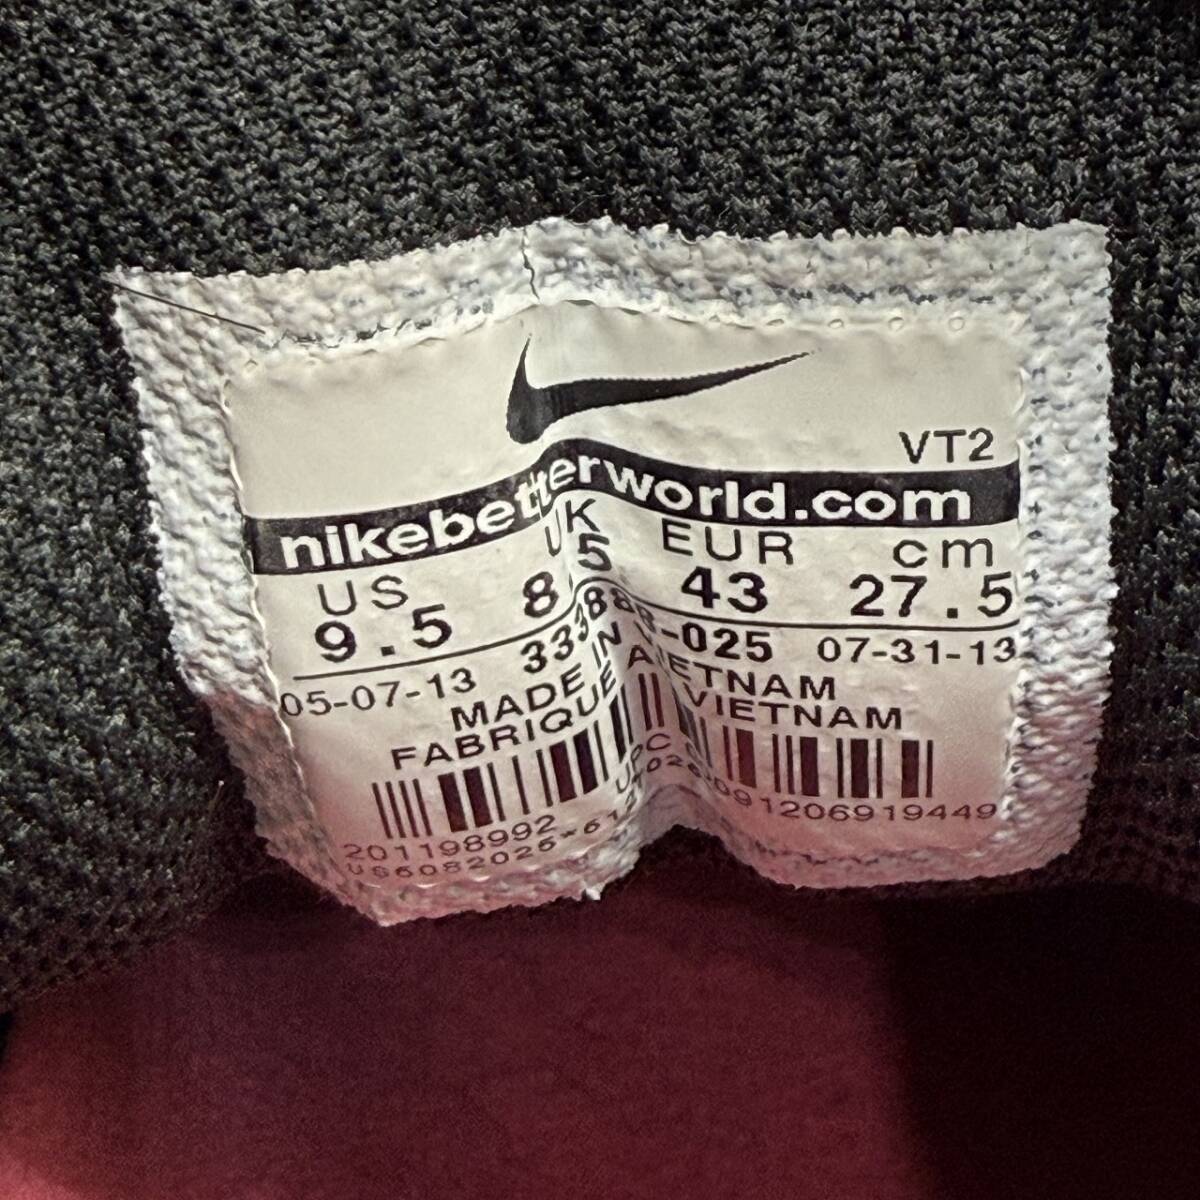 VT2
nikebetterworld.com
US UK EUR cm
9.5 8.5 43 27.5
05-07-13 -025 07-31-13
MADE IN VIETNAM
FABRIQUE AU VIETNAM
UPC 091206919449
201198992